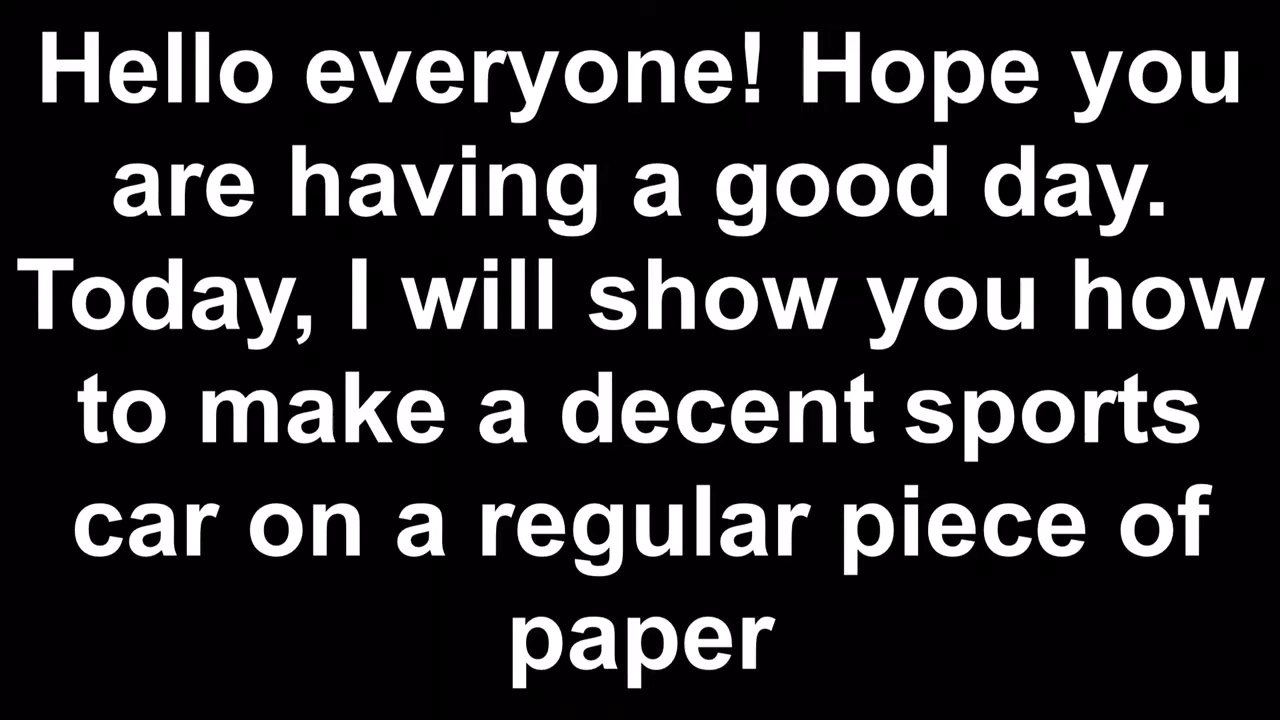 Hello everyone! Hope you
are having a good day.
Today, I will show you how
to make a decent sports
car on a regular piece of
paper